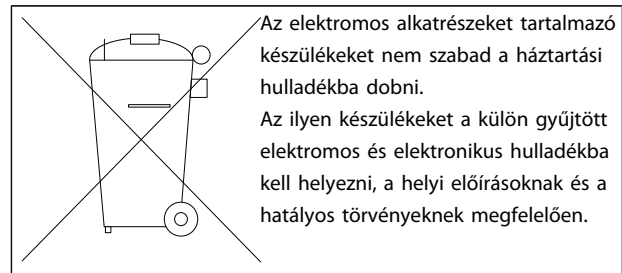 Az elektromos alkatrészeket tartalmazó
készülékeket nem szabad a háztartási
hulladékba dobni.
Az ilyen készülékeket a külön gyűjtött
elektromos és elektronikus hulladékba
kell helyezni, a helyi előírásoknak és a
hatályos törvényeknek megfelelően.